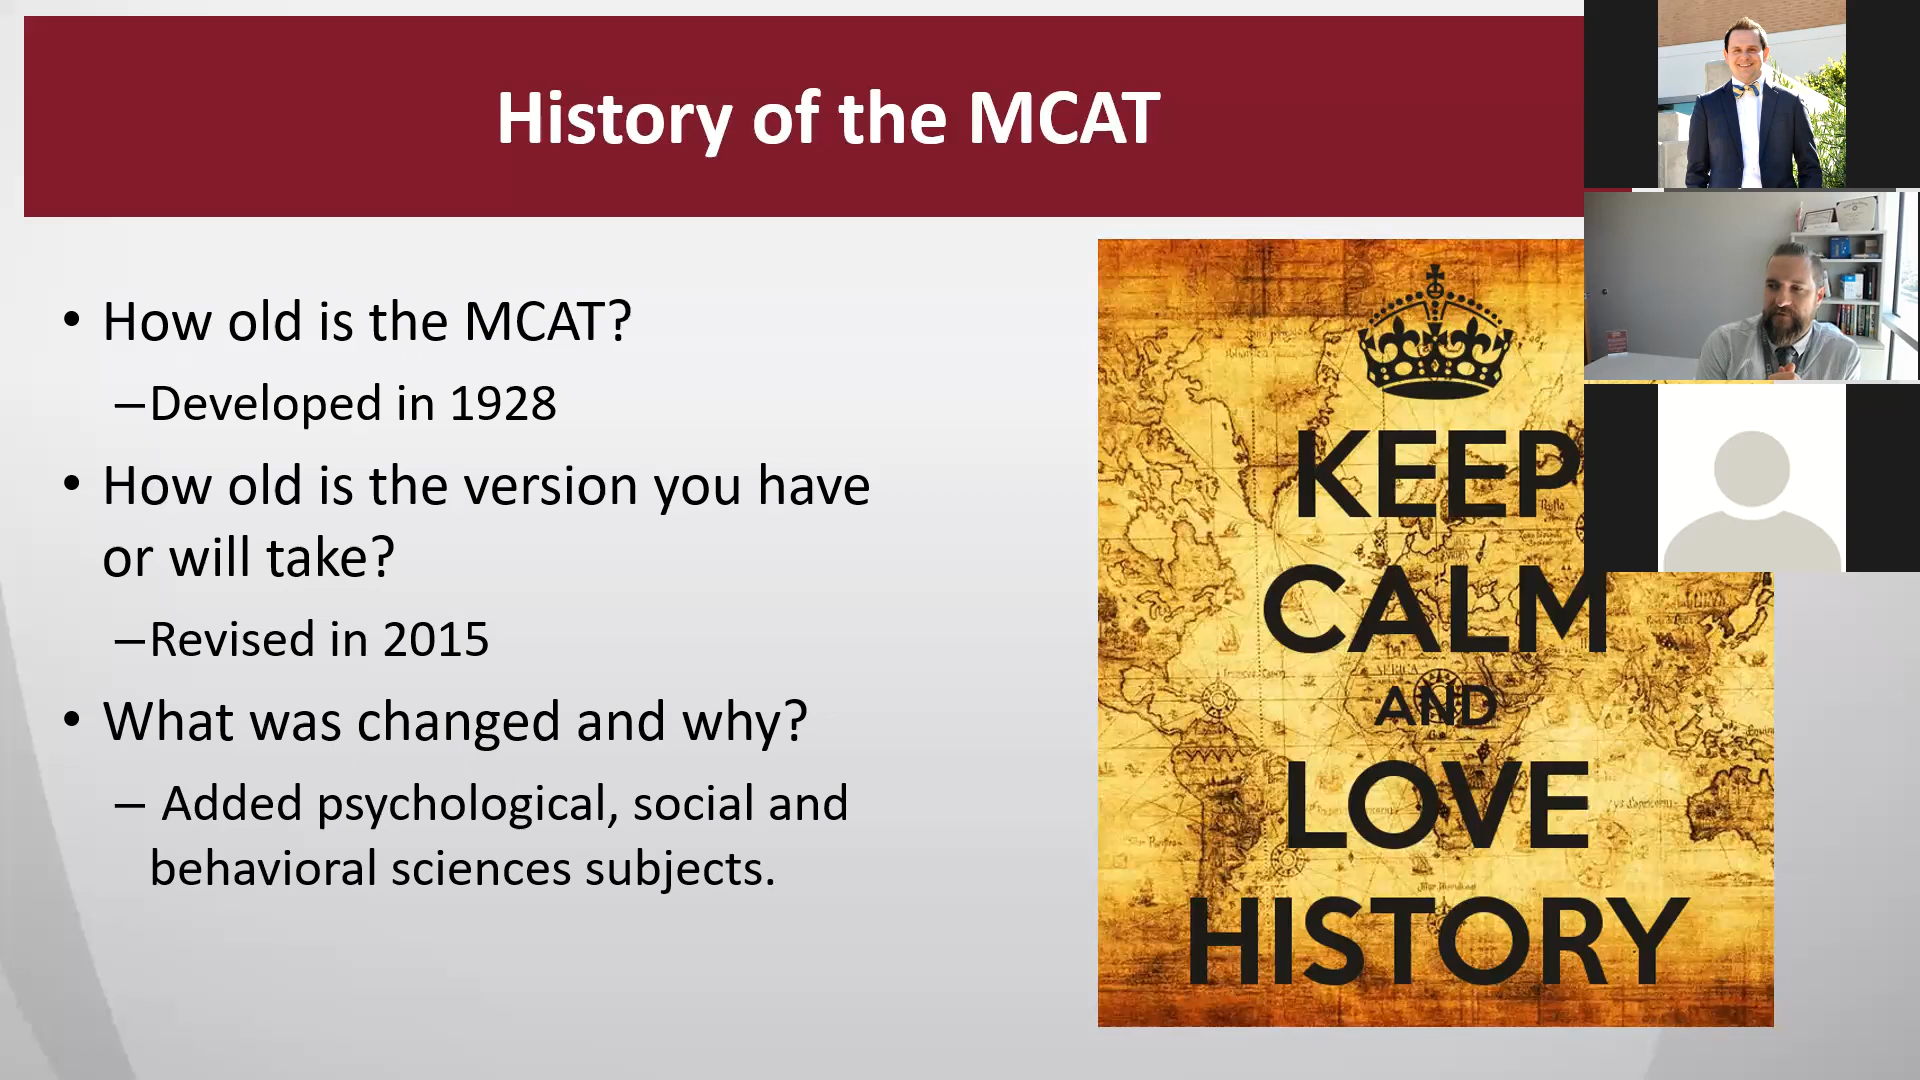 History of the MCAT
• How old is the MCAT?
–Developed in 1928
• How old is the version you have
or will take?
–Revised in 2015
• What was changed and why?
– Added psychological, social and
behavioral sciences subjects.
KEEP
CALM
AND
LOVE
HISTORY